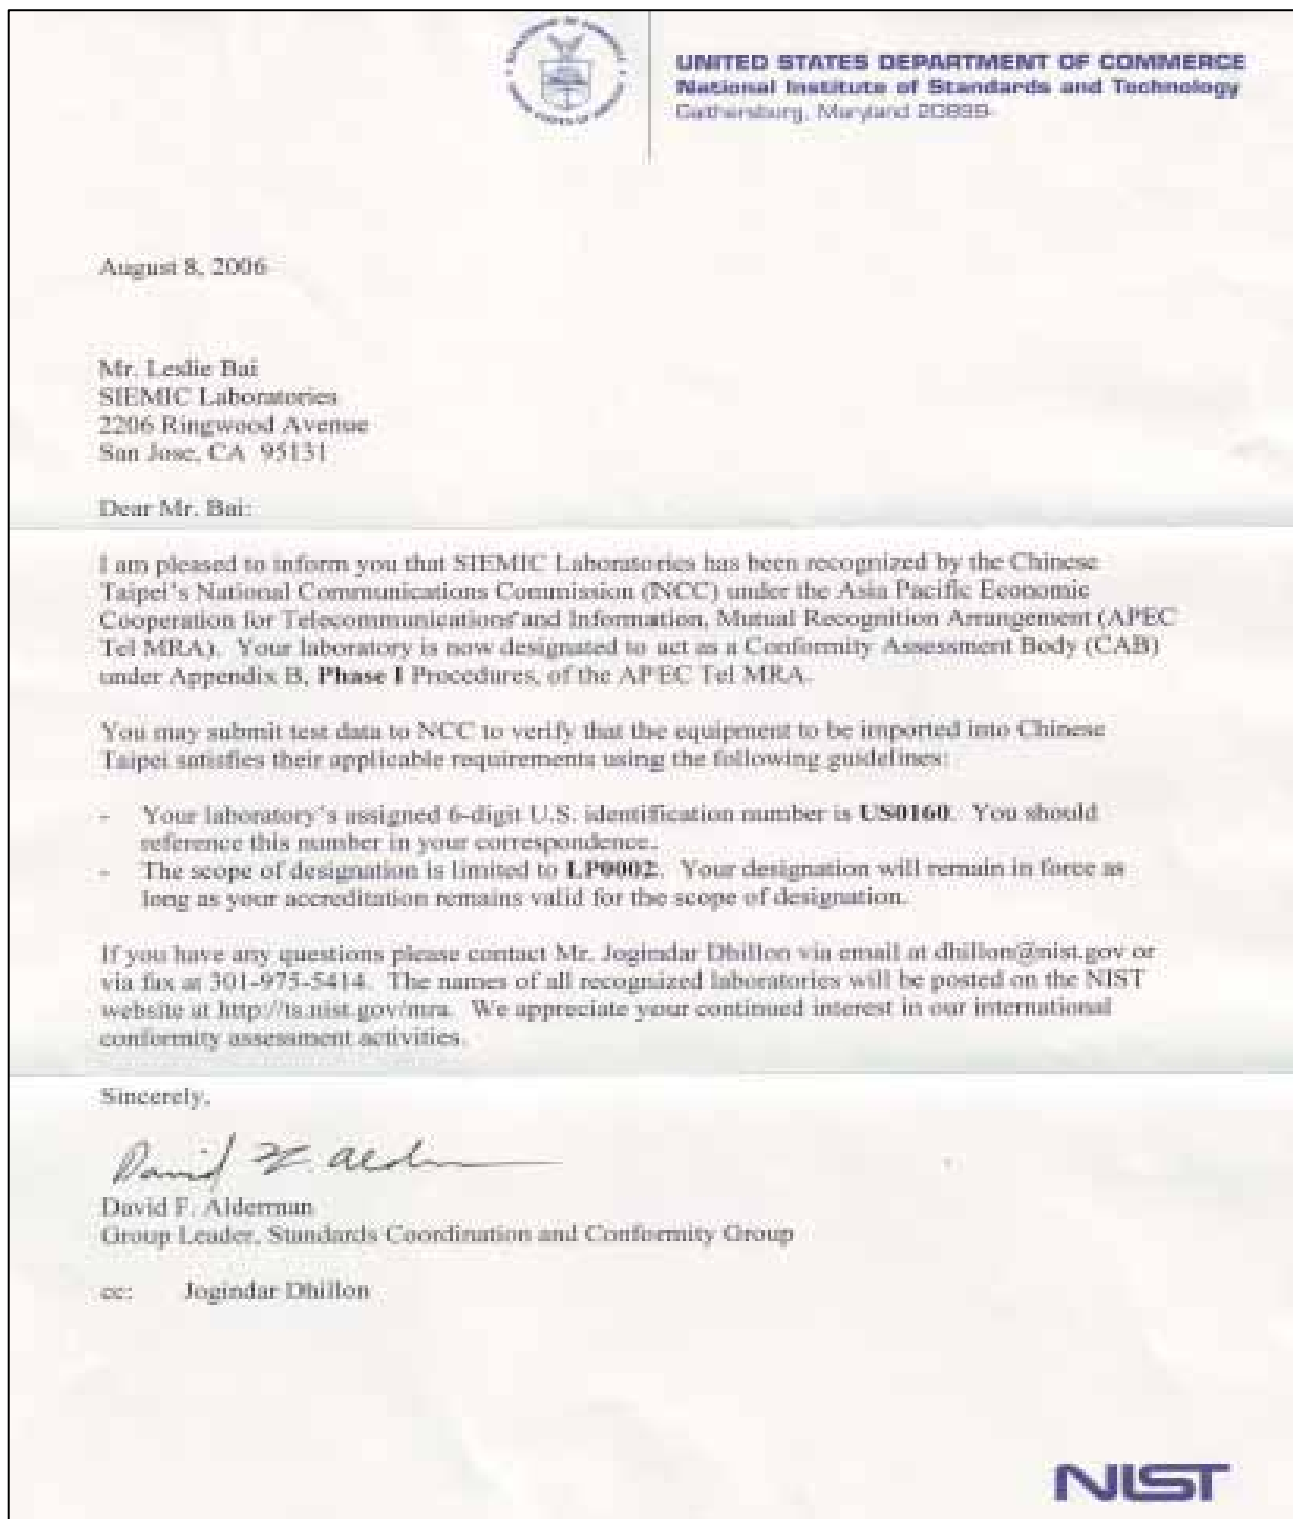 UNITED STATES DEPARTMENT OF COMMERCE
National Institute of Standards and Technology
Gaithersburg, Maryland 20899-
August 8, 2006
Mr. Leslie Bai
SIEMIC Laboratories
2206 Ringwood Avenue
San Jose, CA 95131
Dear Mr. Bai:
I am pleased to inform you that SIEMIC Laboratories has been recognized by the Chinese
Taipei's National Communications Commission (NCC) under the Asia Pacific Economic
Cooperation for Telecommunications and Information, Mutual Recognition Arrangement (APEC
Tel MRA). Your laboratory is now designated to act as a Conformity Assessment Body (CAB)
under Appendix B, Phase I Procedures, of the APEC Tel MRA.
You may submit test data to NCC to verify that the equipment to be imported into Chinese
Taipei satisfies their applicable requirements using the following guidelines:
- Your laboratory's assigned 6-digit U.S. identification number is US0160. You should
reference this number in your correspondence.
- The scope of designation is limited to LP0002. Your designation will remain in force as
long as your accreditation remains valid for the scope of designation.
If you have any questions please contact Mr. Jogindar Dhillon via email at dhillon@nist.gov or
via fax at 301-975-5414. The names of all recognized laboratories will be posted on the NIST
website at http://ts.nist.gov/mra. We appreciate your continued interest in our international
conformity assessment activities.
Sincerely,
David F. Alderman
Group Leader, Standards Coordination and Conformity Group
cc: Jogindar Dhillon
NIST